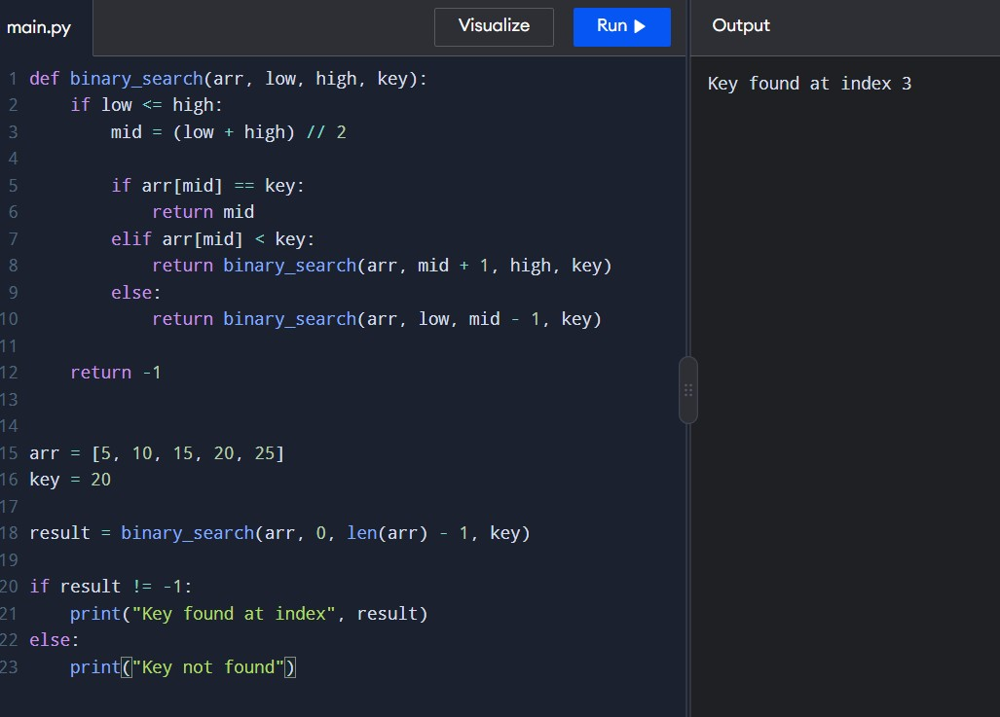 main.py
Visualize
Run
Output
1 def binary_search(arr, low, high, key):
2     if low <= high:
3         mid = (low + high) // 2
4
5         if arr[mid] == key:
6             return mid
7         elif arr[mid] < key:
8             return binary_search(arr, mid + 1, high, key)
9         else:
10             return binary_search(arr, low, mid - 1, key)
11
12     return -1
13
14
15 arr = [5, 10, 15, 20, 25]
16 key = 20
17
18 result = binary_search(arr, 0, len(arr) - 1, key)
19
20 if result != -1:
21     print("Key found at index", result)
22 else:
23     print("Key not found")
Key found at index 3